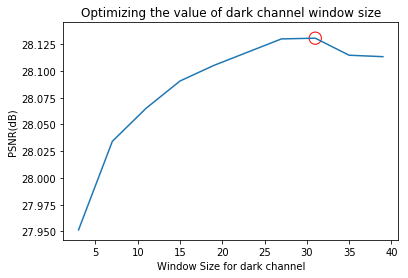 Optimizing the value of dark channel window size
28.125
28.100
28.075
28.050
28.025
28.000
27.975
27.950
PSNR(dB)
5 10 15 20 25 30 35 40
Window Size for dark channel